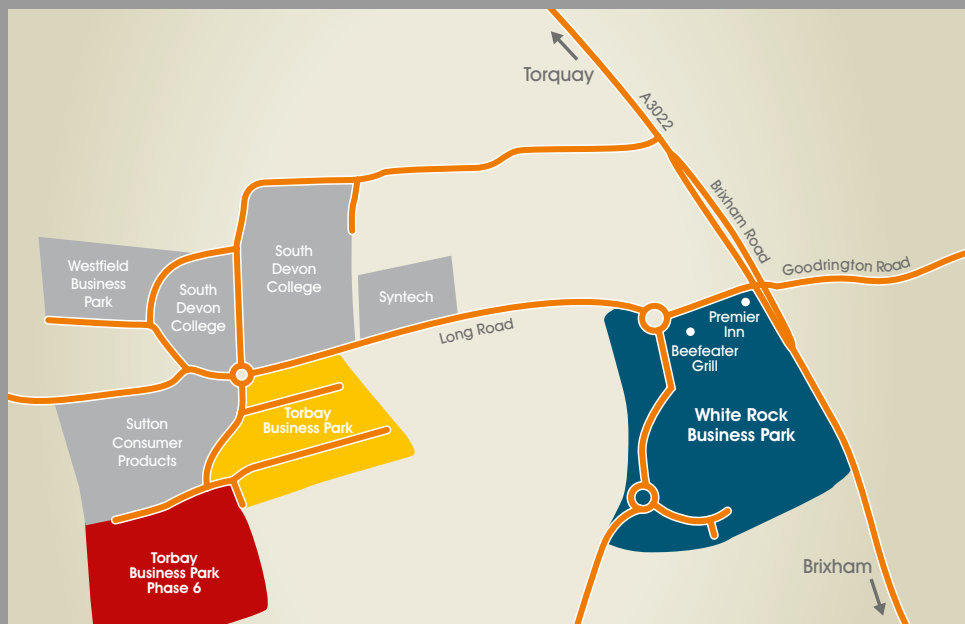 Torquay
A3022
Brixham Road
Goodrington Road
Westfield
Business
Park
South
Devon
College
South
Devon
College
Syntech
Long Road
Premier
Inn
Beefeater
Grill
Torbay
Business Park
White Rock
Business Park
Sutton
Consumer
Products
Torbay
Business Park
Phase 6
Brixham